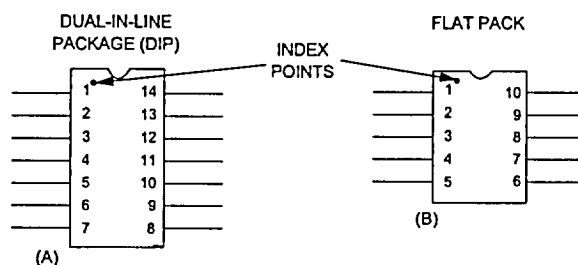 DUAL-IN-LINE
PACKAGE (DIP)
FLAT PACK
INDEX
POINTS
1 14
2 13
3 12
4 11
5 10
6 9
7 8
(A)
1 10
2 9
3 8
4 7
5 6
(B)